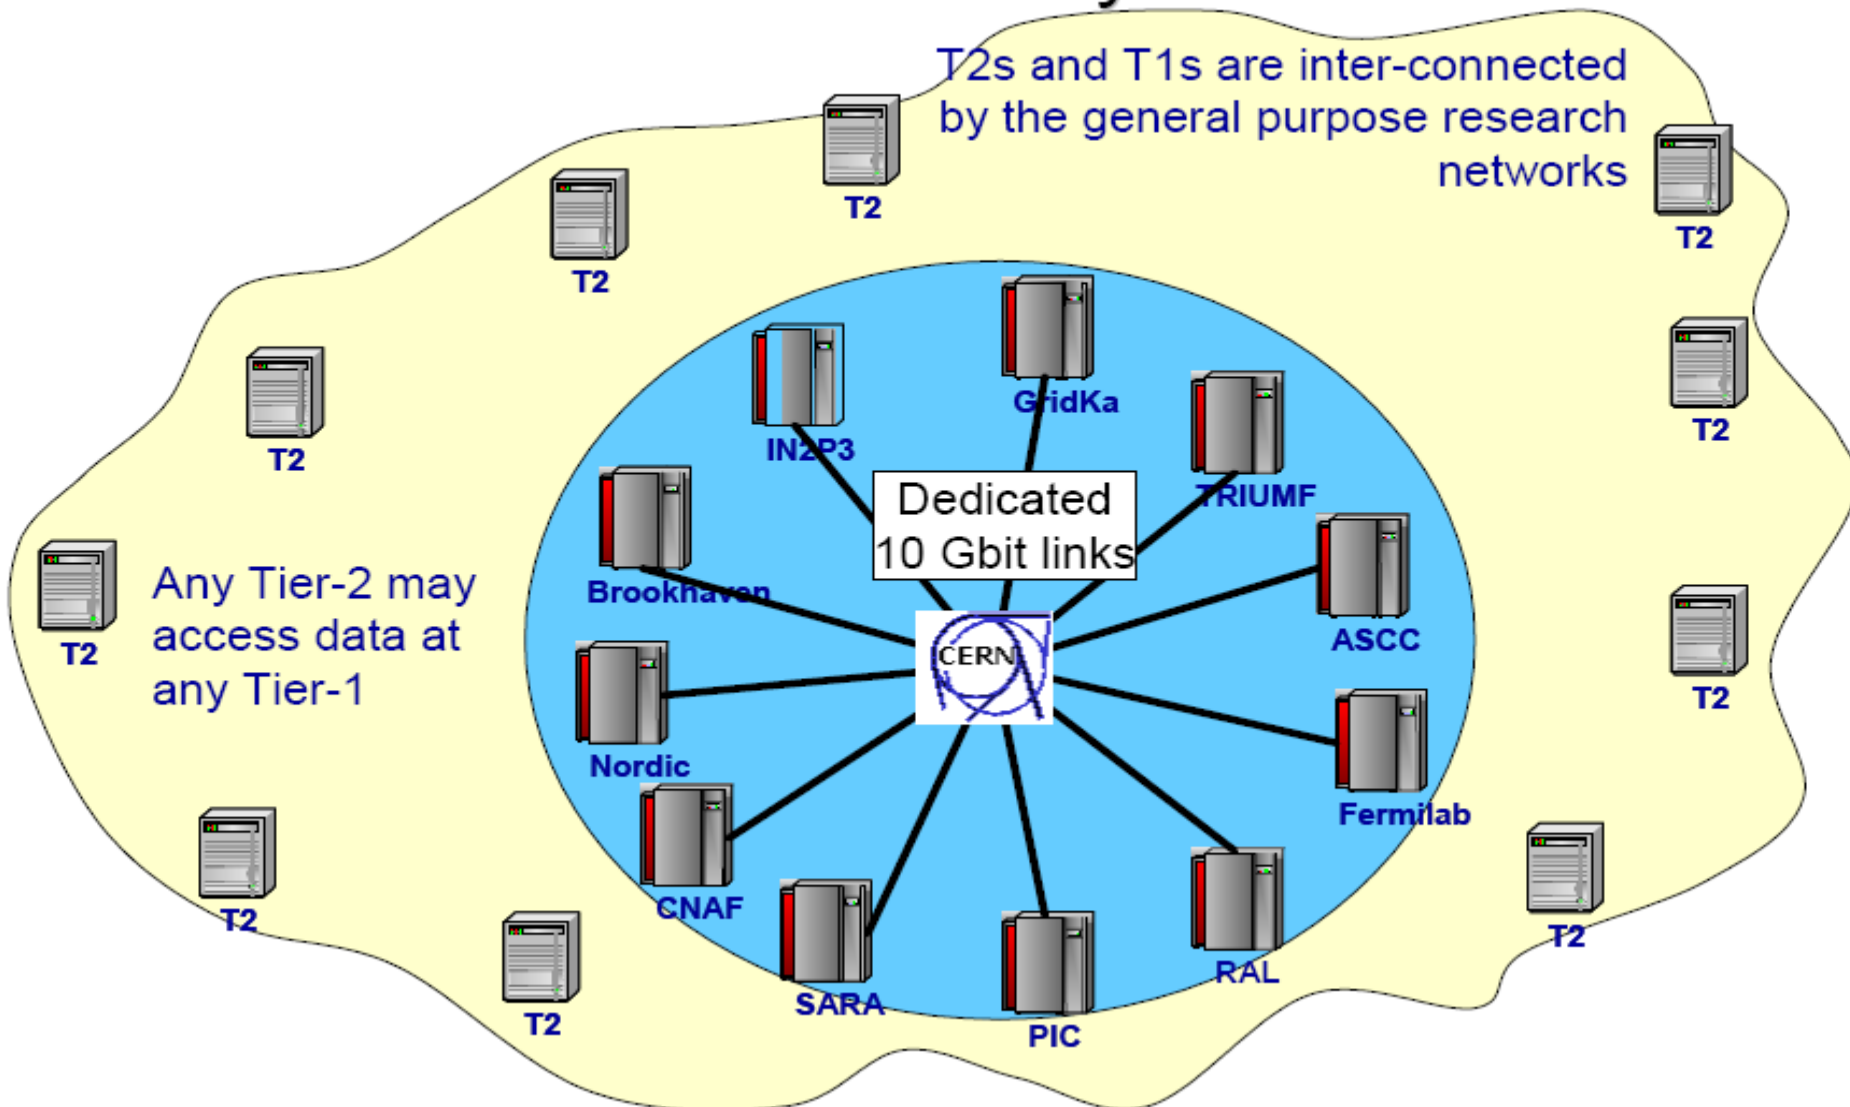 T2s and T1s are inter-connected
by the general purpose research
networks
T2
T2
T2
T2
T2
T2
T2
T2
T2
T2
T2
Any Tier-2 may
access data at
any Tier-1
GridKa
IN2P3
TRIUMF
Dedicated
10 Gbit links
Brookhaven
ASCC
CERN
Nordic
Fermilab
CNAF
SARA
RAL
PIC